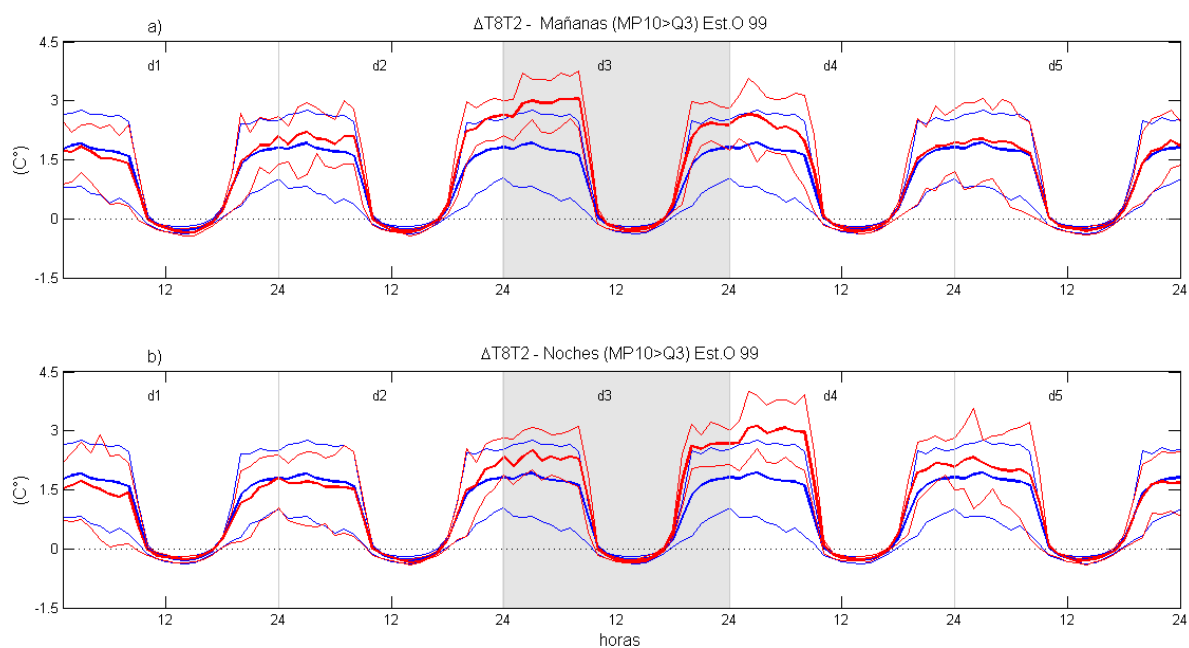 a) ΔT8T2 - Mañanas (MP10>Q3) Est.O 99
4.5
d1 d2 d3 d4 d5
3
(C°)
1.5
0
-1.5
12 24 12 24 12 24 12 24 12 24
b) ΔT8T2 - Noches (MP10>Q3) Est.O 99
4.5
d1 d2 d3 d4 d5
3
(C°)
1.5
0
-1.5
12 24 12 24 12 24 12 24 12 24
horas